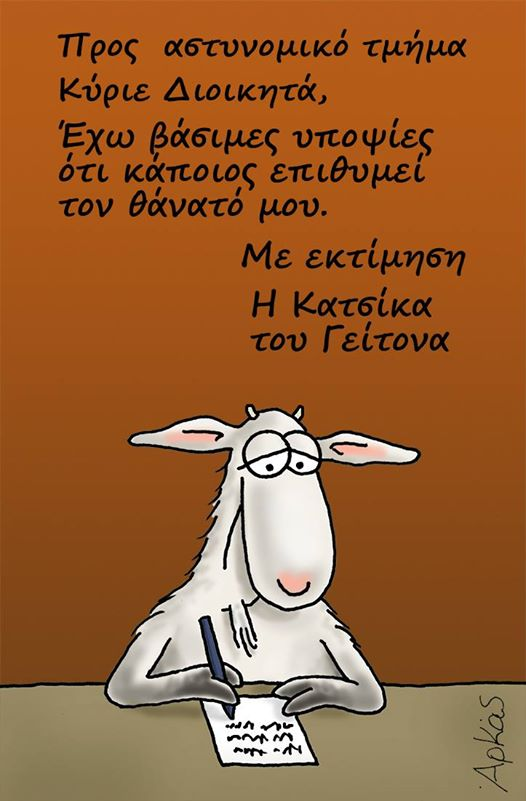 Προς αστυνομικό τμήμα
Κύριε Διοικητά,
Έχω βάσιμες υποψίες
ότι κάποιος επιθυμεί
τον θάνατό μου.
Με εκτίμηση
Η Κατσίκα
του Γείτονα
Αρκάς